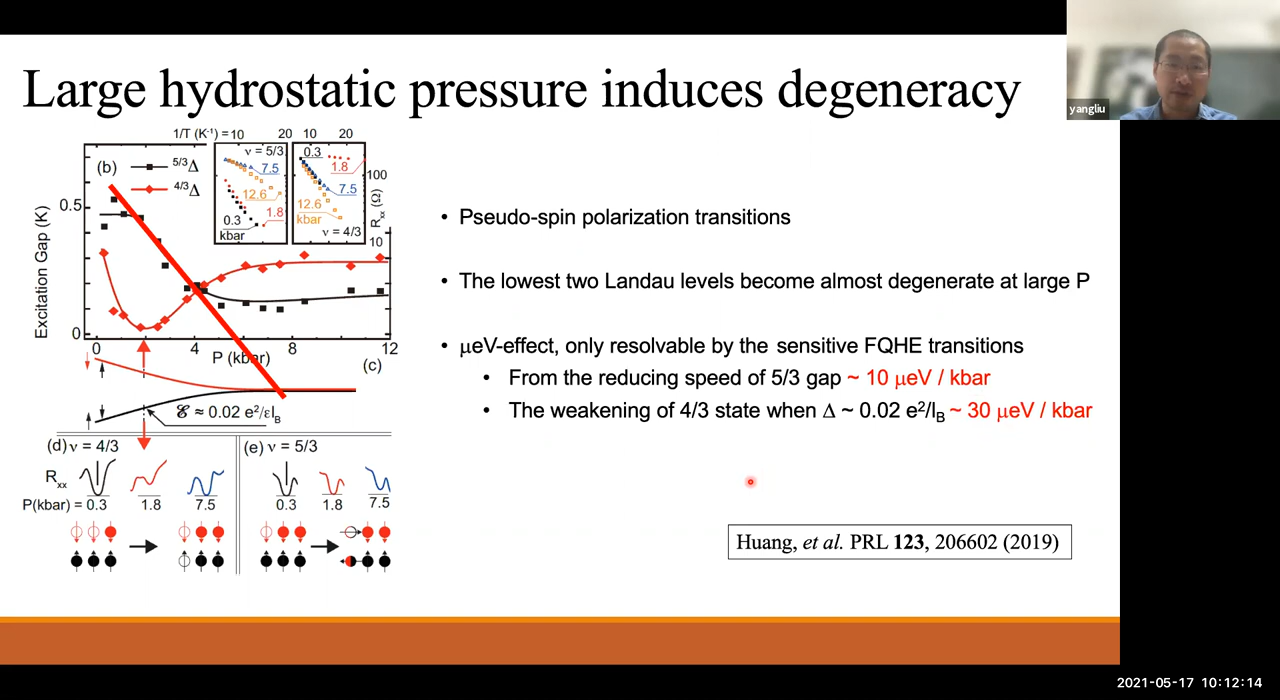 Large hydrostatic pressure induces degeneracy
yangliu
1/T (K⁻¹) = 10 20 10 20
(b) 5/3Δ
4/3Δ
ν = 5/3
7.5
12.6
1.8
0.3
kbar
0.3
1.8
7.5
12.6
kbar
ν = 4/3
100
10
Rxx (Ω)
Excitation Gap (K)
0.5
0
0 4 8 12
P (kbar)
(c)
ℰ ≈ 0.02 e²/εlB
(d) ν = 4/3
(e) ν = 5/3
Rxx
P(kbar) = 0.3 1.8 7.5
0.3 1.8 7.5
• Pseudo-spin polarization transitions
• The lowest two Landau levels become almost degenerate at large P
• μeV-effect, only resolvable by the sensitive FQHE transitions
• From the reducing speed of 5/3 gap ~ 10 μeV / kbar
• The weakening of 4/3 state when Δ ~ 0.02 e²/lB ~ 30 μeV / kbar
Huang, et al. PRL 123, 206602 (2019)
2021-05-17 10:12:14